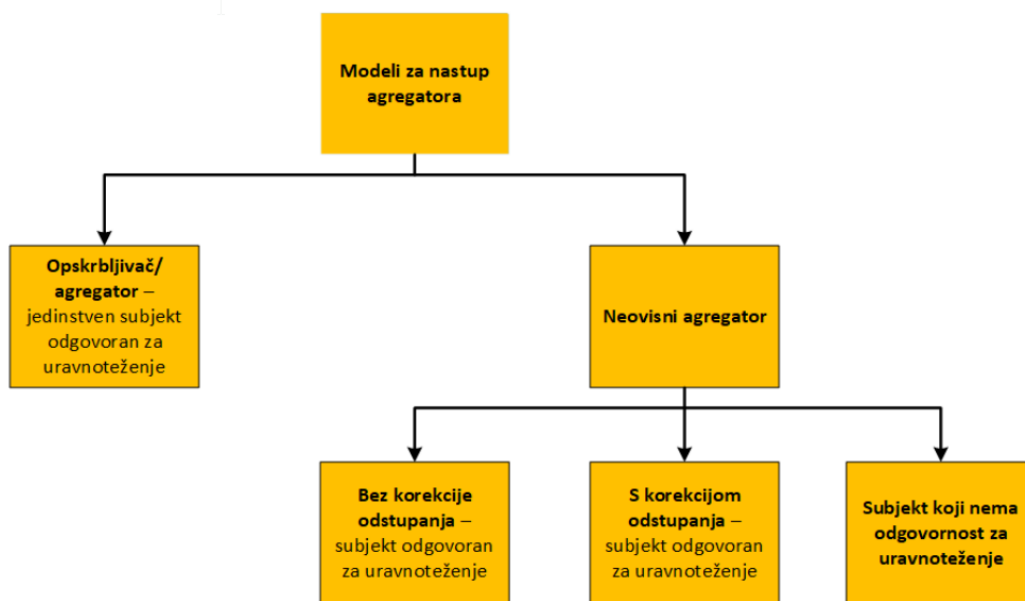 Modeli za nastup
agregatora
Opskrbljivač/
agregator –
jedinstven subjekt
odgovoran za
uravnoteženje
Neovisni agregator
Bez korekcije
odstupanja –
subjekt odgovoran
za uravnoteženje
S korekcijom
odstupanja –
subjekt odgovoran
za uravnoteženje
Subjekt koji nema
odgovornost za
uravnoteženje